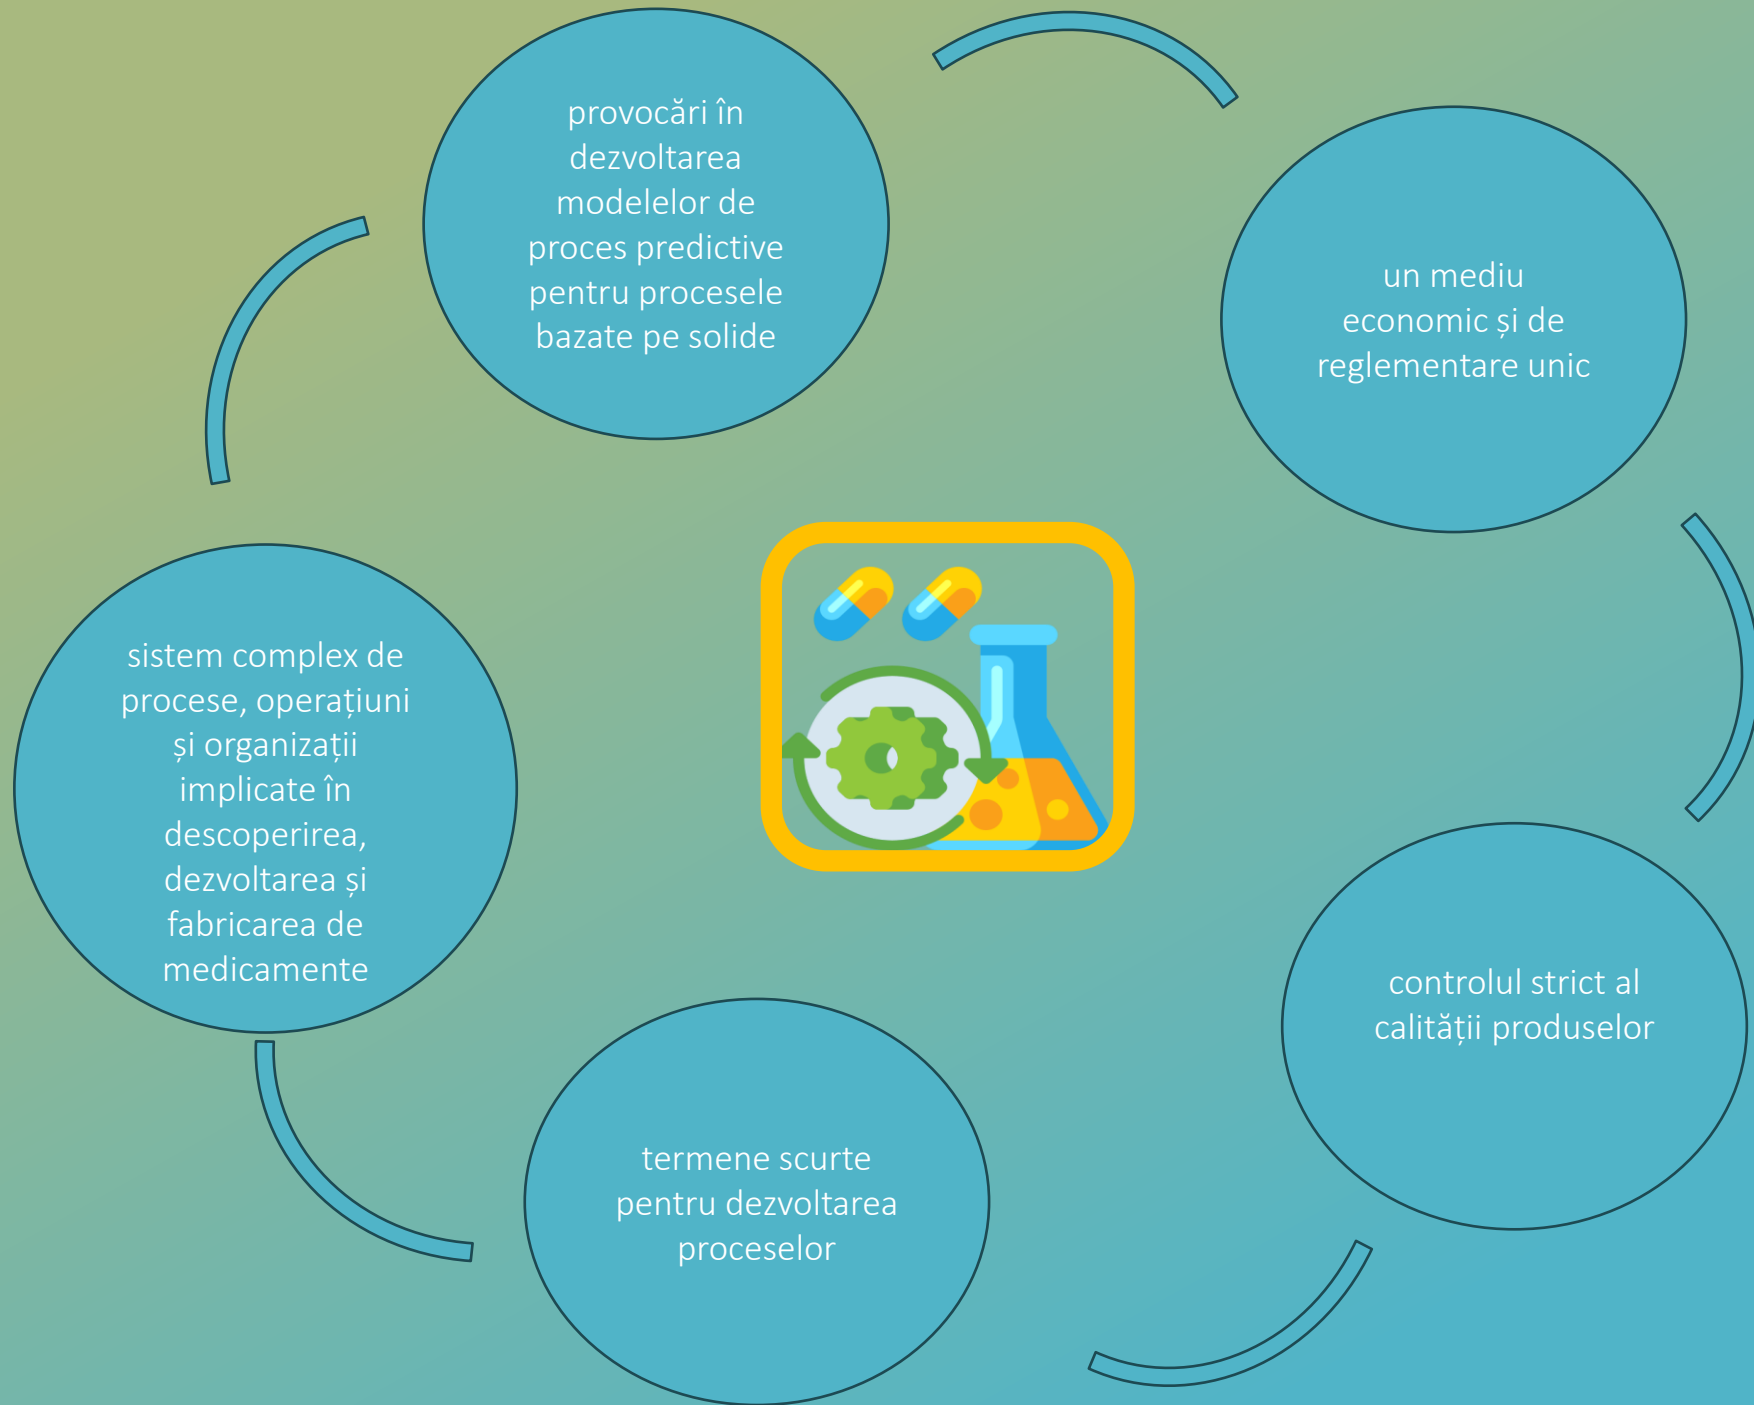 provocări în
dezvoltarea
modelelor de
proces predictive
pentru procesele
bazate pe solide
un mediu
economic și de
reglementare unic
sistem complex de
procese, operațiuni
și organizații
implicate în
descoperirea,
dezvoltarea și
fabricarea de
medicamente
controlul strict al
calității produselor
termene scurte
pentru dezvoltarea
proceselor